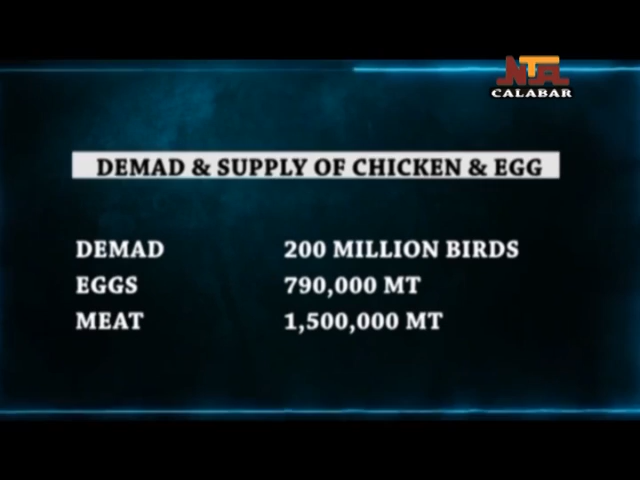 NTA
CALABAR
DEMAD & SUPPLY OF CHICKEN & EGG
DEMAD 200 MILLION BIRDS
EGGS 790,000 MT
MEAT 1,500,000 MT